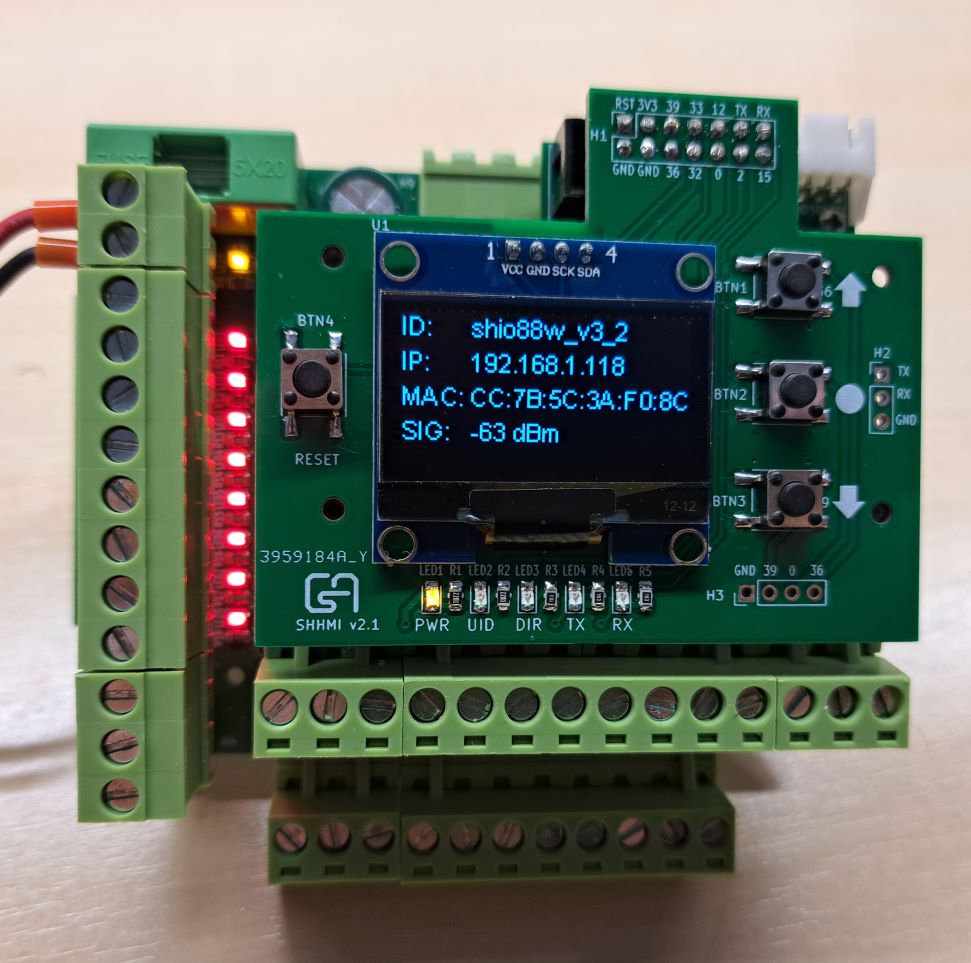 RST 3V3 39 33 12 TX RX
H1
GND GND 36 32 0 2 15
5X20
U1
1 4
VCC GND SCK SDA
BTN4
RESET
ID: shio88w_v3_2
IP: 192.168.1.118
MAC: CC:7B:5C:3A:F0:8C
SIG: -63 dBm
12-12
BTN1
BTN2
BTN3
H2
TX
RX
GND
GND 39 0 36
H3
3959184A_Y
SHHMI v2.1
LED1 R1 LED2 R2 LED3 R3 LED4 R4 LED5 R5
PWR UID DIR TX RX